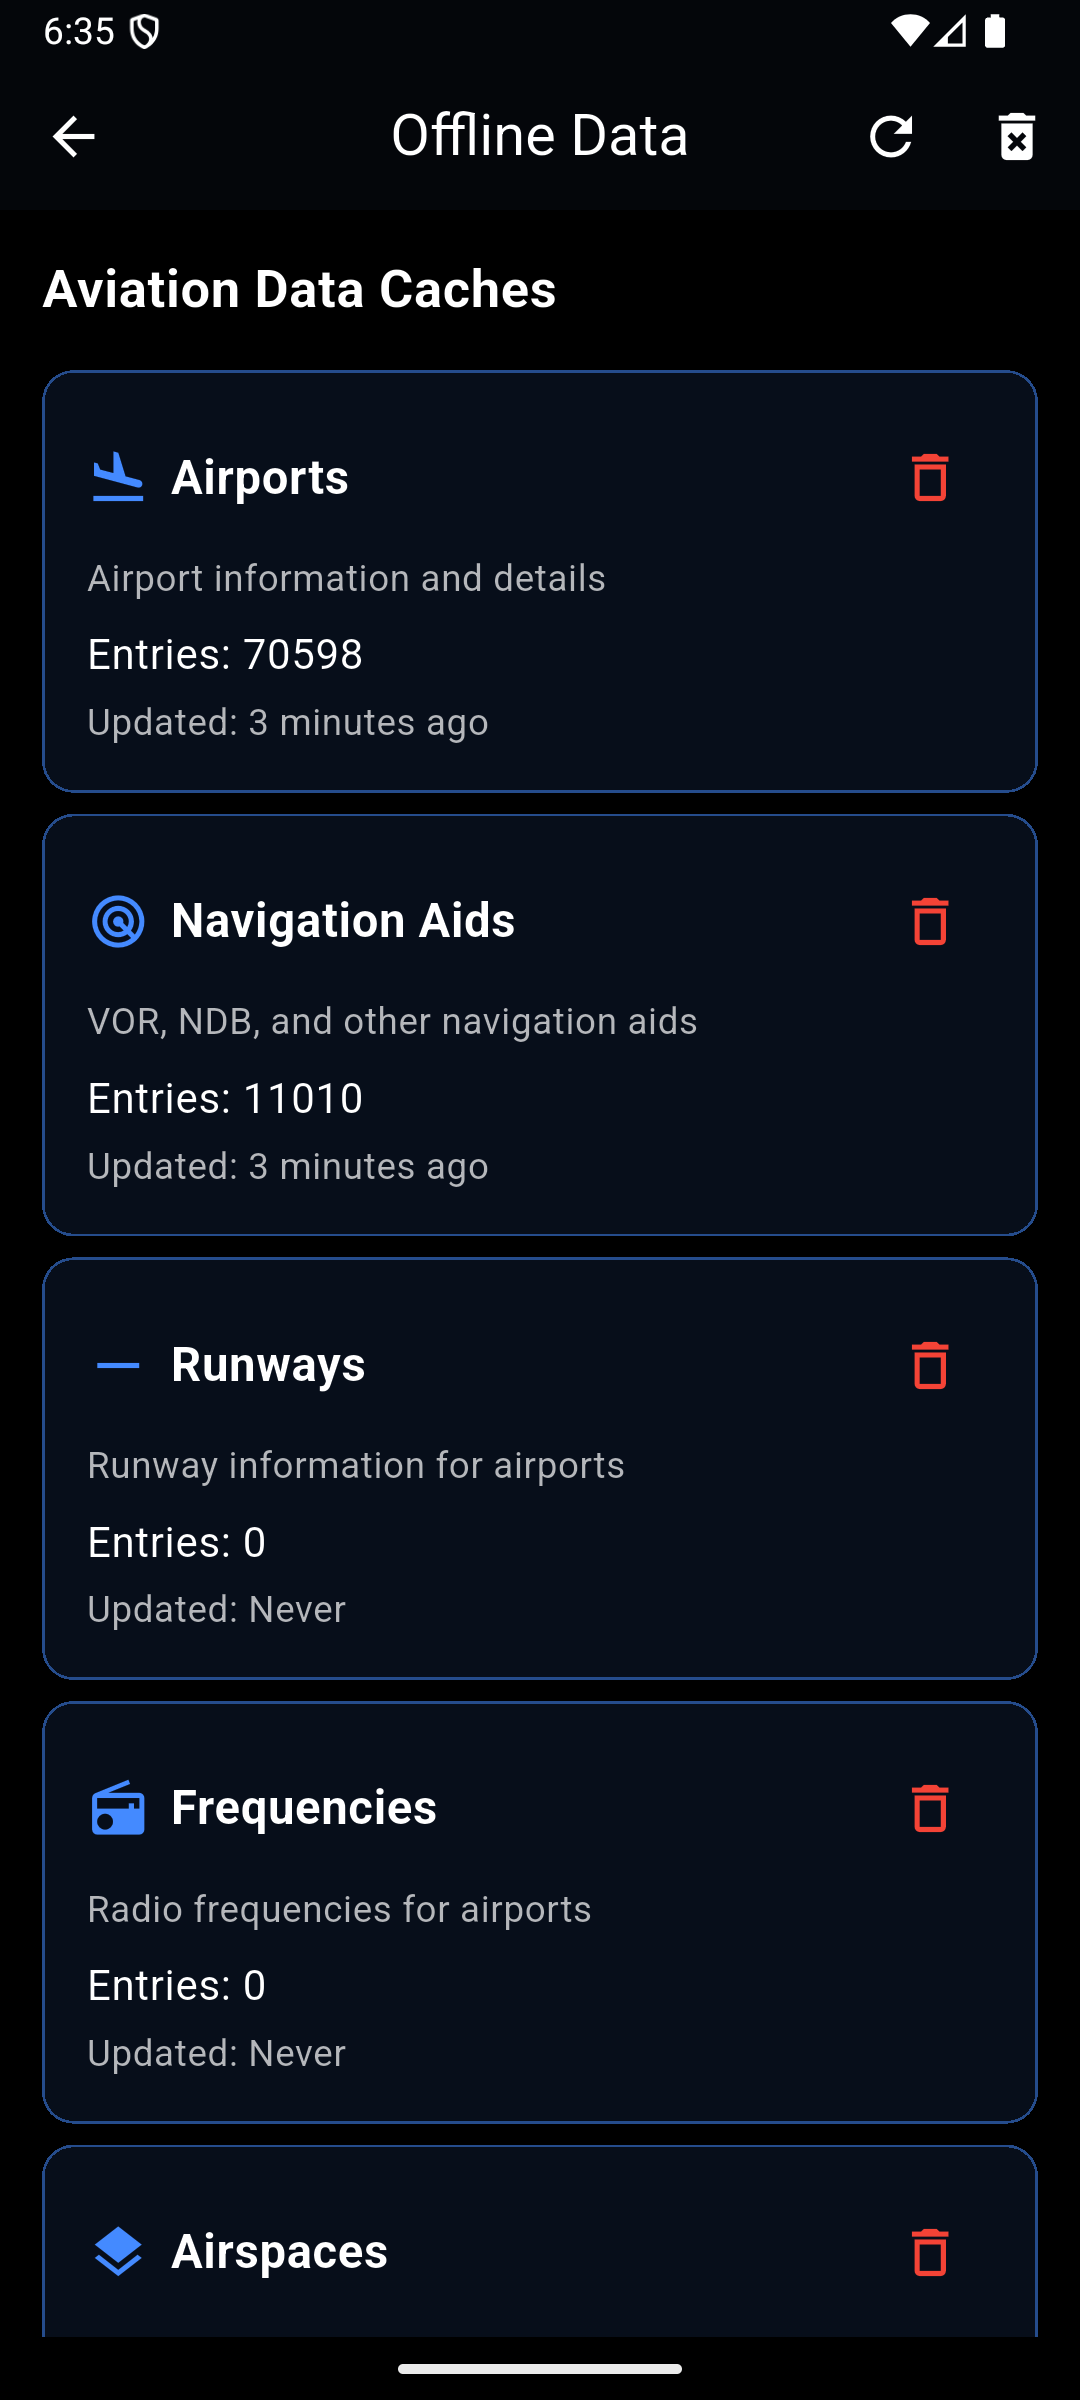 6:35
Offline Data
Aviation Data Caches
Airports
Airport information and details
Entries: 70598
Updated: 3 minutes ago
Navigation Aids
VOR, NDB, and other navigation aids
Entries: 11010
Updated: 3 minutes ago
Runways
Runway information for airports
Entries: 0
Updated: Never
Frequencies
Radio frequencies for airports
Entries: 0
Updated: Never
Airspaces